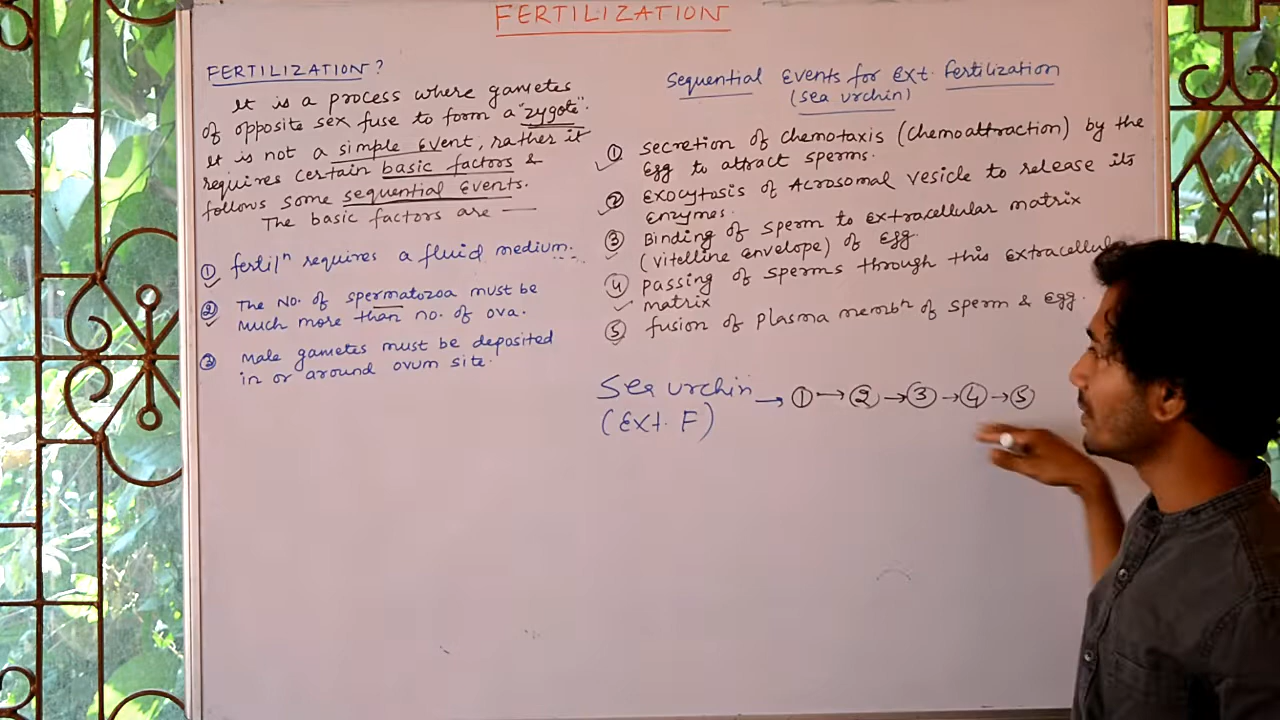 FERTILIZATION
FERTILIZATION?
It is a process where gametes
of opposite sex fuse to form a "zygote".
It is not a simple Event, rather it
requires certain basic factors &
follows some sequential Events.
The basic factors are —
① fertilⁿ requires a fluid medium.
② The No. of spermatozoa must be
much more than no. of ova.
③ Male gametes must be deposited
in or around ovum site.
Sequential Events for Ext. Fertilization
(sea urchin)
① secretion of chemotaxis (chemoattraction) by the
Egg to attract sperms.
② Exocytosis of Acrosomal vesicle to release its
Enzymes.
③ Binding of sperm to extracellular matrix
(vitelline envelope) of Egg.
④ passing of sperms through this extracellular
matrix
⑤ fusion of plasma membⁿ of sperm & Egg.
Sea urchin → ① → ② → ③ → ④ → ⑤
(Ext. F)